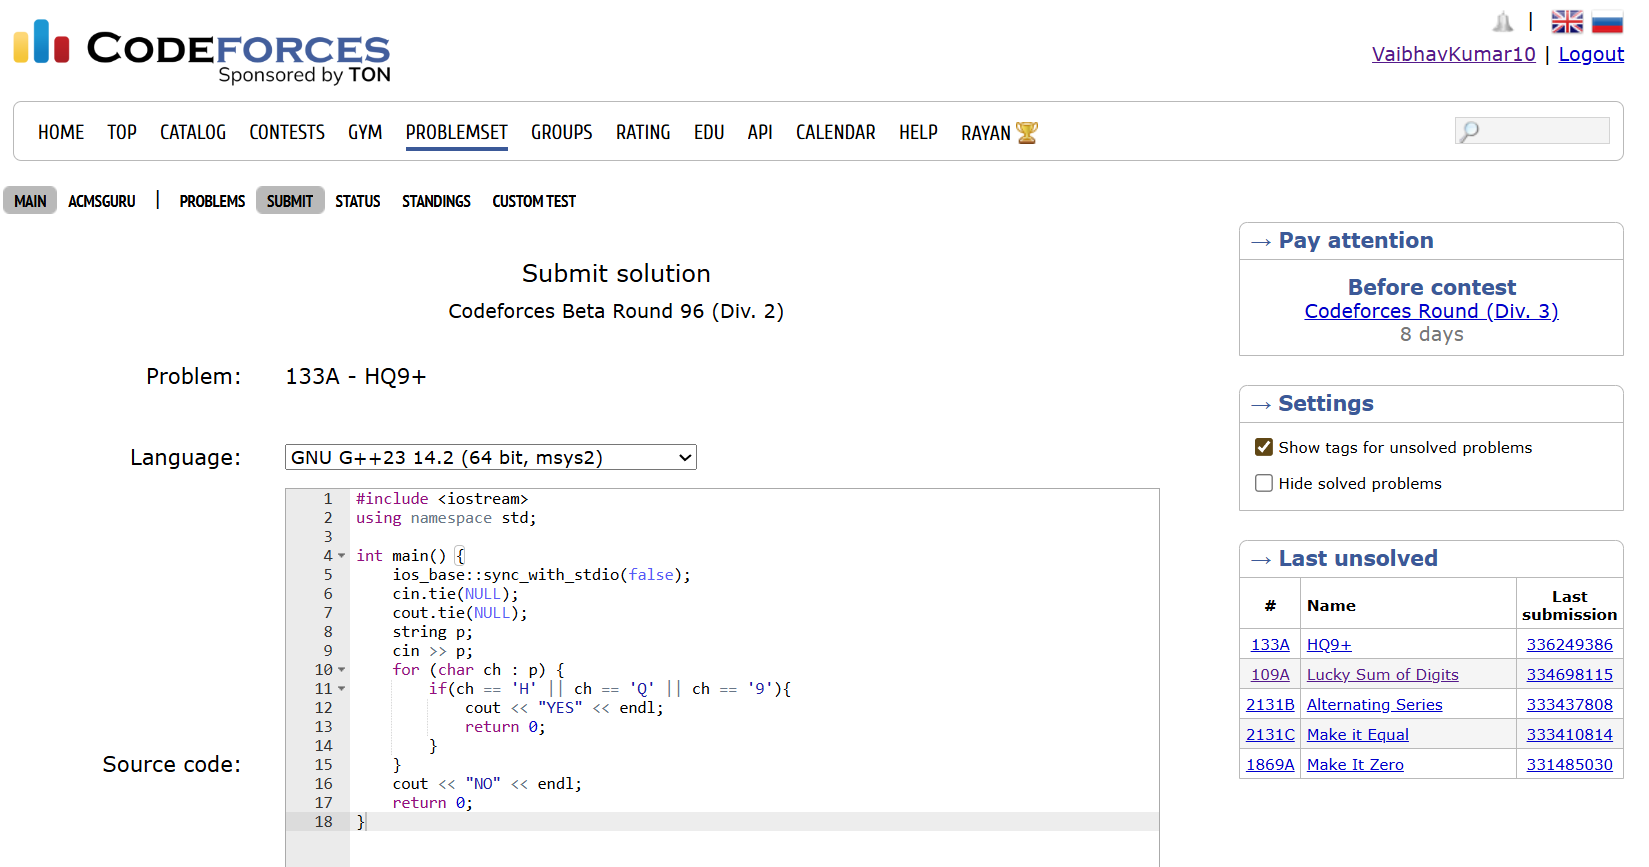 CODEFORCES
Sponsored by TON
|
VaibhavKumar10 | Logout
HOME TOP CATALOG CONTESTS GYM PROBLEMSET GROUPS RATING EDU API CALENDAR HELP RAYAN
MAIN ACMSGURU | PROBLEMS SUBMIT STATUS STANDINGS CUSTOM TEST
Submit solution
Codeforces Beta Round 96 (Div. 2)
Problem: 133A - HQ9+
Language: GNU G++23 14.2 (64 bit, msys2)
Source code:
1 #include <iostream>
2 using namespace std;
3
4 int main() {
5     ios_base::sync_with_stdio(false);
6     cin.tie(NULL);
7     cout.tie(NULL);
8     string p;
9     cin >> p;
10     for (char ch : p) {
11         if(ch == 'H' || ch == 'Q' || ch == '9'){
12             cout << "YES" << endl;
13             return 0;
14         }
15     }
16     cout << "NO" << endl;
17     return 0;
18 }
→ Pay attention
Before contest
Codeforces Round (Div. 3)
8 days
→ Settings
Show tags for unsolved problems
Hide solved problems
→ Last unsolved
# Name Last submission
133A HQ9+ 336249386
109A Lucky Sum of Digits 334698115
2131B Alternating Series 333437808
2131C Make it Equal 333410814
1869A Make It Zero 331485030